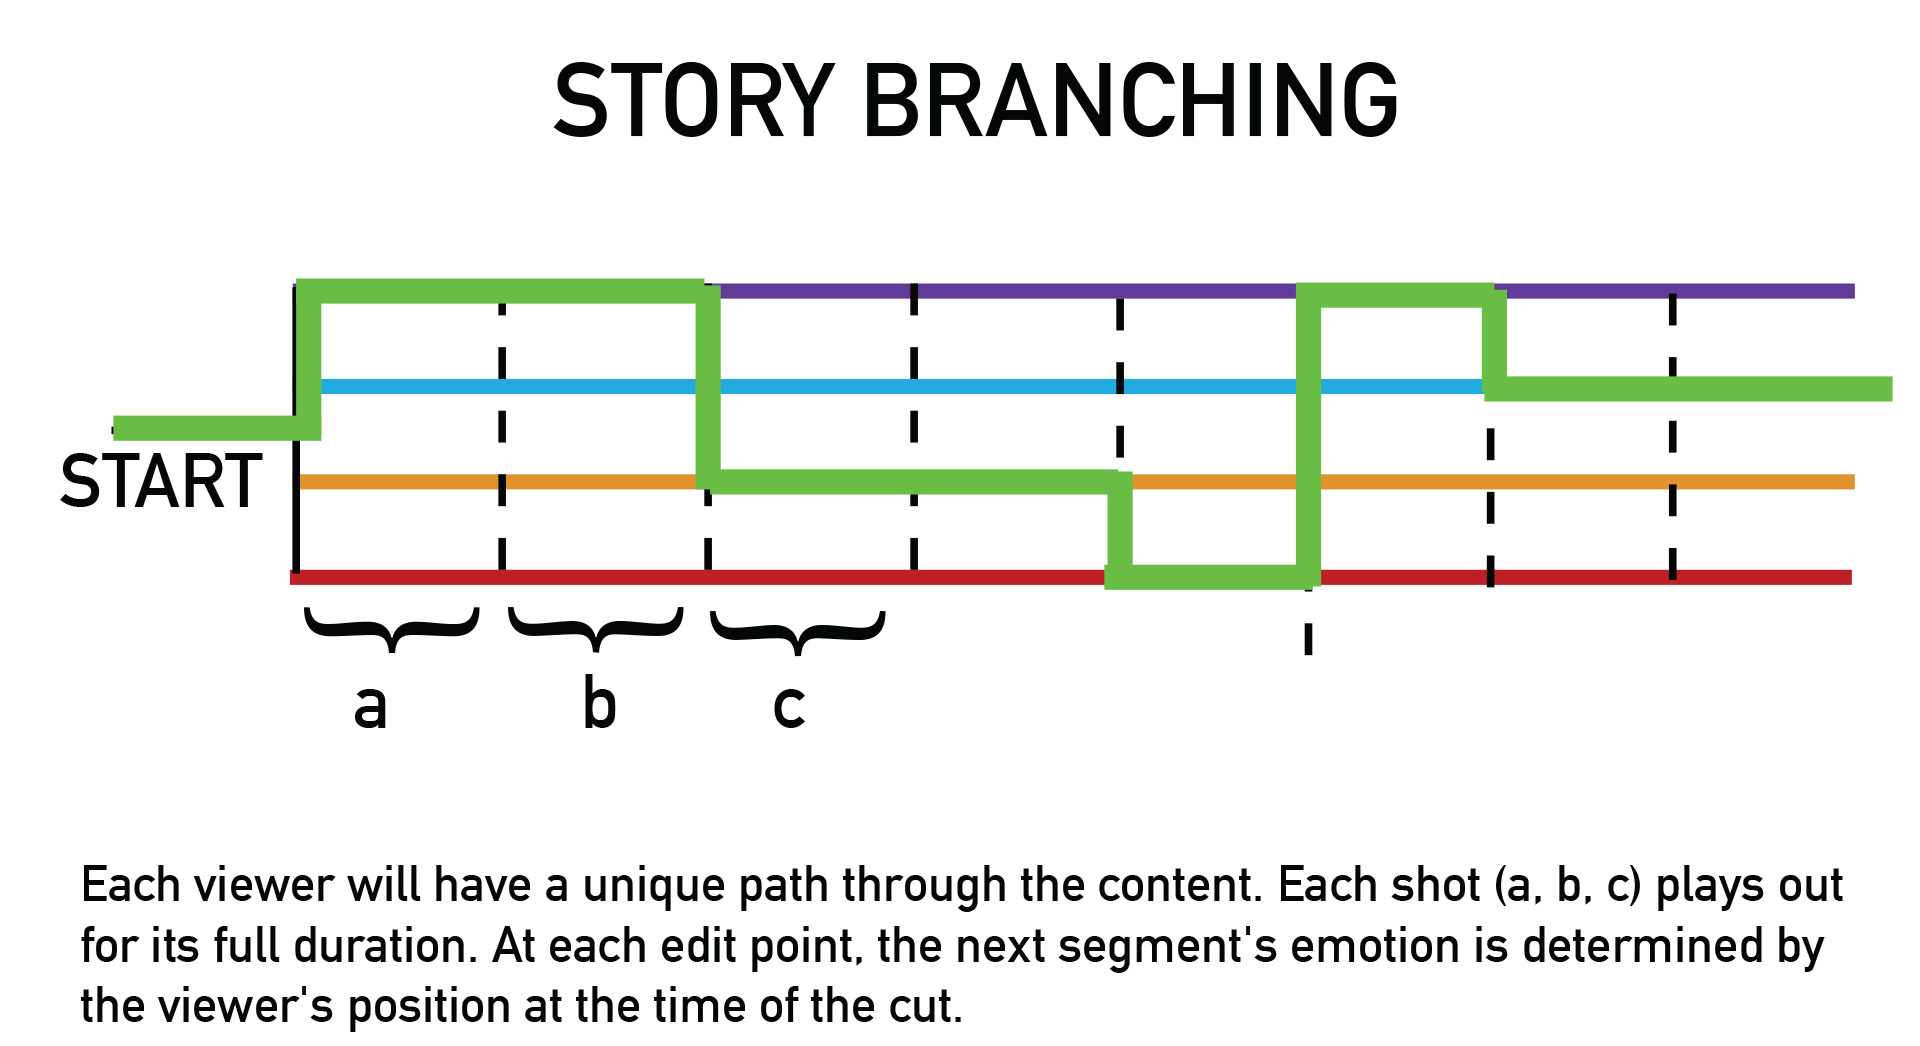 STORY BRANCHING
START
a
b
c
Each viewer will have a unique path through the content. Each shot (a, b, c) plays out
for its full duration. At each edit point, the next segment's emotion is determined by
the viewer's position at the time of the cut.